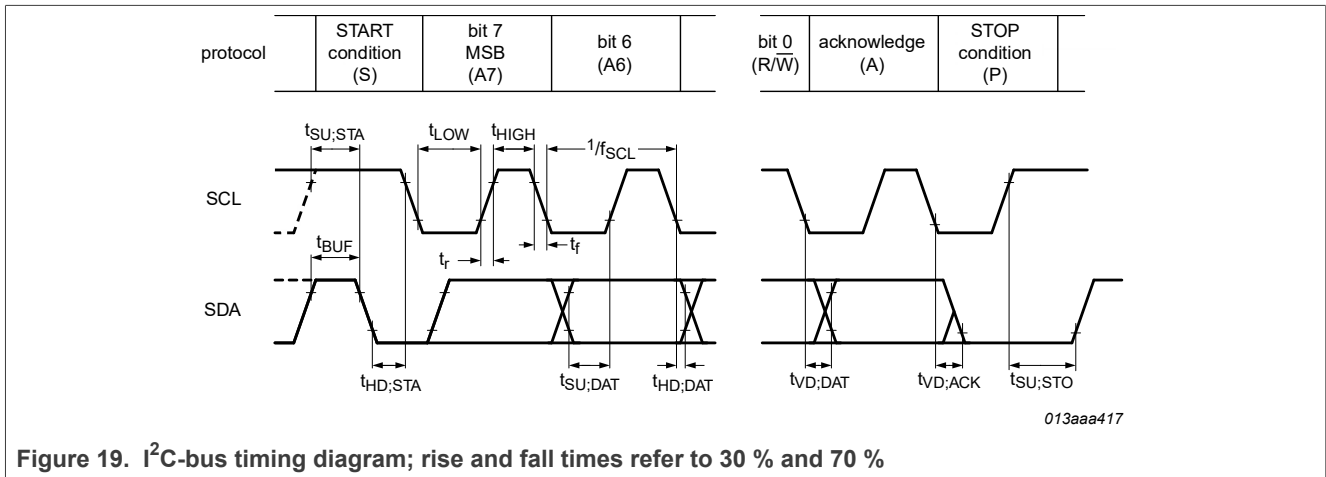 protocol
START
condition
(S)
bit 7
MSB
(A7)
bit 6
(A6)
bit 0
(R/W̅)
acknowledge
(A)
STOP
condition
(P)
tSU;STA
tLOW
tHIGH
1/fSCL
SCL
tBUF
tr
tf
SDA
tHD;STA
tSU;DAT
tHD;DAT
tVD;DAT
tVD;ACK
tSU;STO
013aaa417
Figure 19. I²C-bus timing diagram; rise and fall times refer to 30 % and 70 %